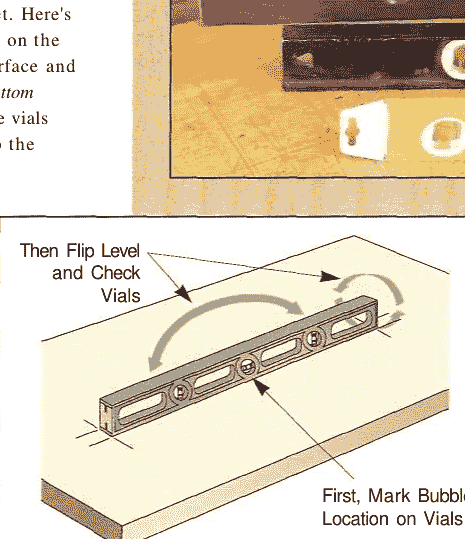 et. Here's
on the
rface and
ttom
e vials
the
Then Flip Level
and Check
Vials
First, Mark Bubble
Location on Vials